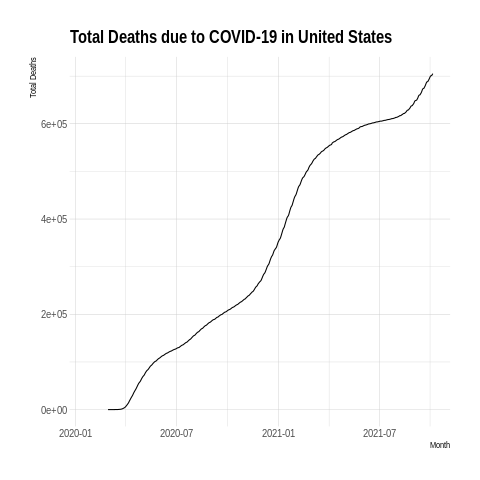 Total Deaths due to COVID-19 in United States
Total Deaths
6e+05
4e+05
2e+05
0e+00
2020-01 2020-07 2021-01 2021-07
Month